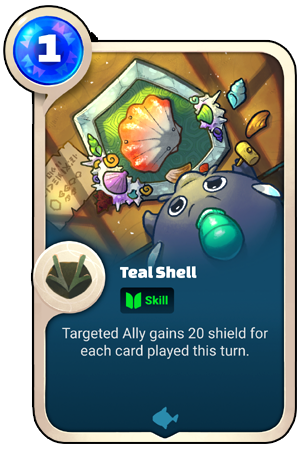 1
Teal Shell
Skill
Targeted Ally gains 20 shield for
each card played this turn.